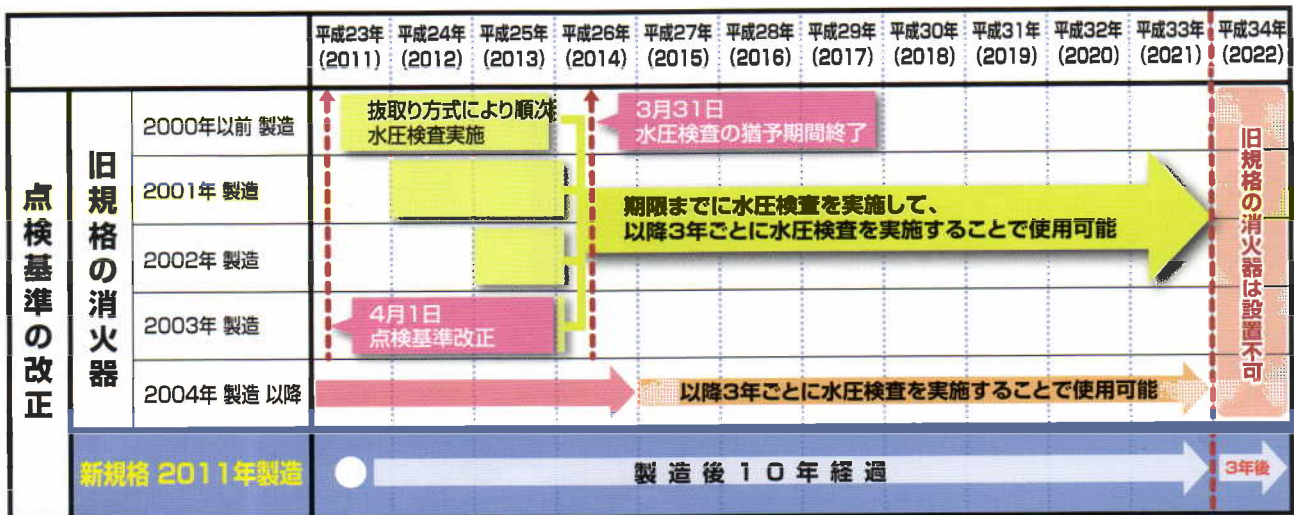 平成23年 平成24年 平成25年 平成26年 平成27年 平成28年 平成29年 平成30年 平成31年 平成32年 平成33年 平成34年
(2011) (2012) (2013) (2014) (2015) (2016) (2017) (2018) (2019) (2020) (2021) (2022)
点検基準の改正
旧規格の消火器
2000年以前 製造
抜取り方式により順次
水圧検査実施
3月31日
水圧検査の猶予期間終了
2001年 製造
期限までに水圧検査を実施して、
以降3年ごとに水圧検査を実施することで使用可能
2002年 製造
2003年 製造
4月1日
点検基準改正
2004年 製造 以降
以降3年ごとに水圧検査を実施することで使用可能
旧規格の消火器は設置不可
新規格 2011年製造
製造後10年経過
3年後